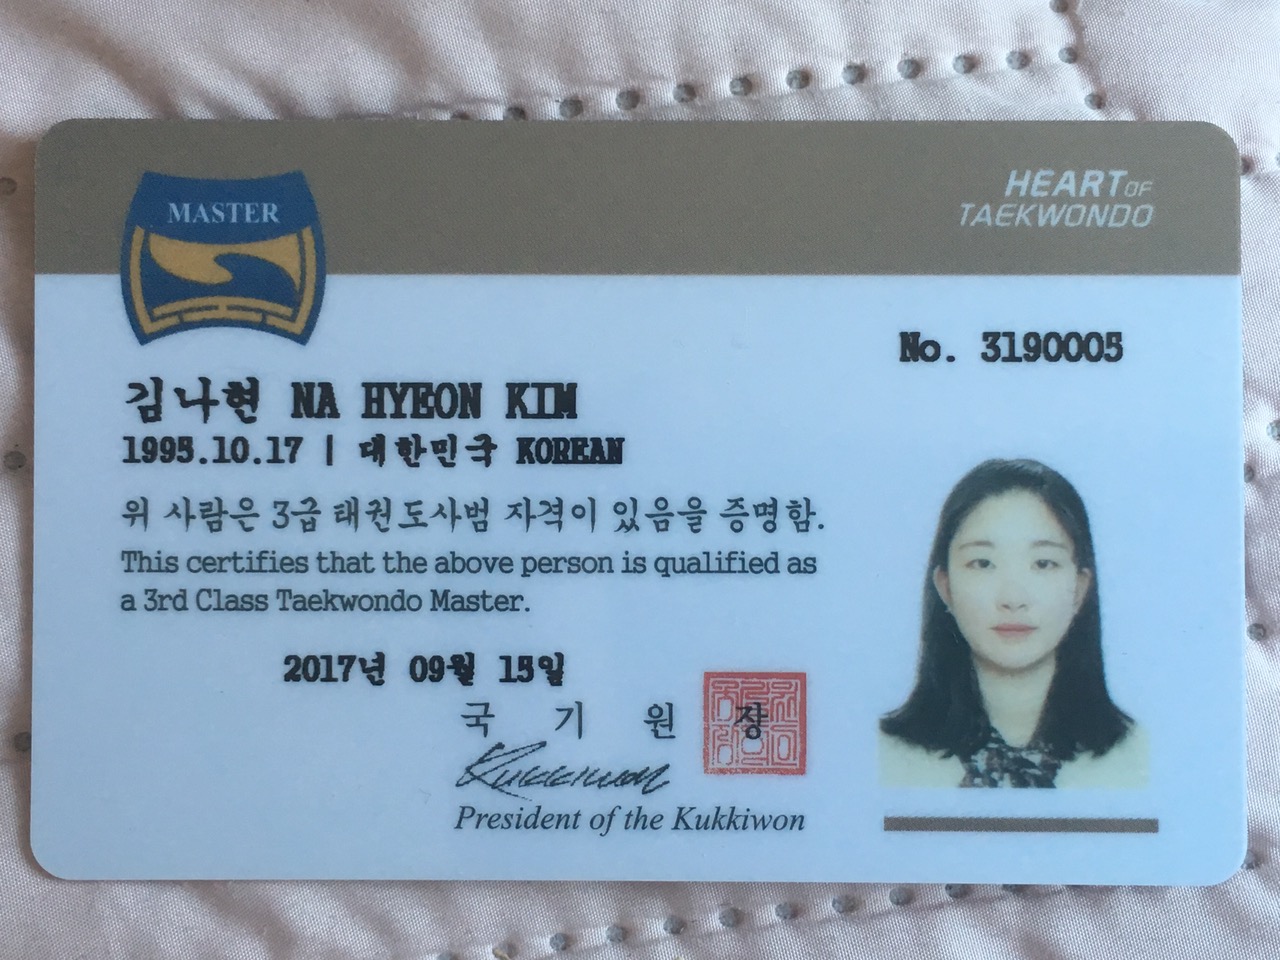 MASTER
HEART OF
TAEKWONDO
No. 3190005
김나현 NA HYEON KIM
1995.10.17 | 대한민국 KOREAN
위 사람은 3급 태권도사범 자격이 있음을 증명함.
This certifies that the above person is qualified as
a 3rd Class Taekwondo Master.
2017년 09월 15일
국 기 원 장
Kukkiwon
President of the Kukkiwon